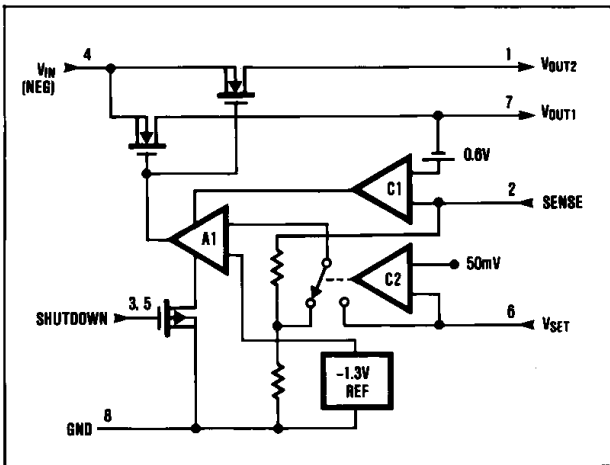 4
V_IN
(NEG)
1
V_OUT2
7
V_OUT1
0.6V
C1
2
SENSE
A1
C2
50mV
3, 5
SHUTDOWN
6
V_SET
-1.3V
REF
8
GND